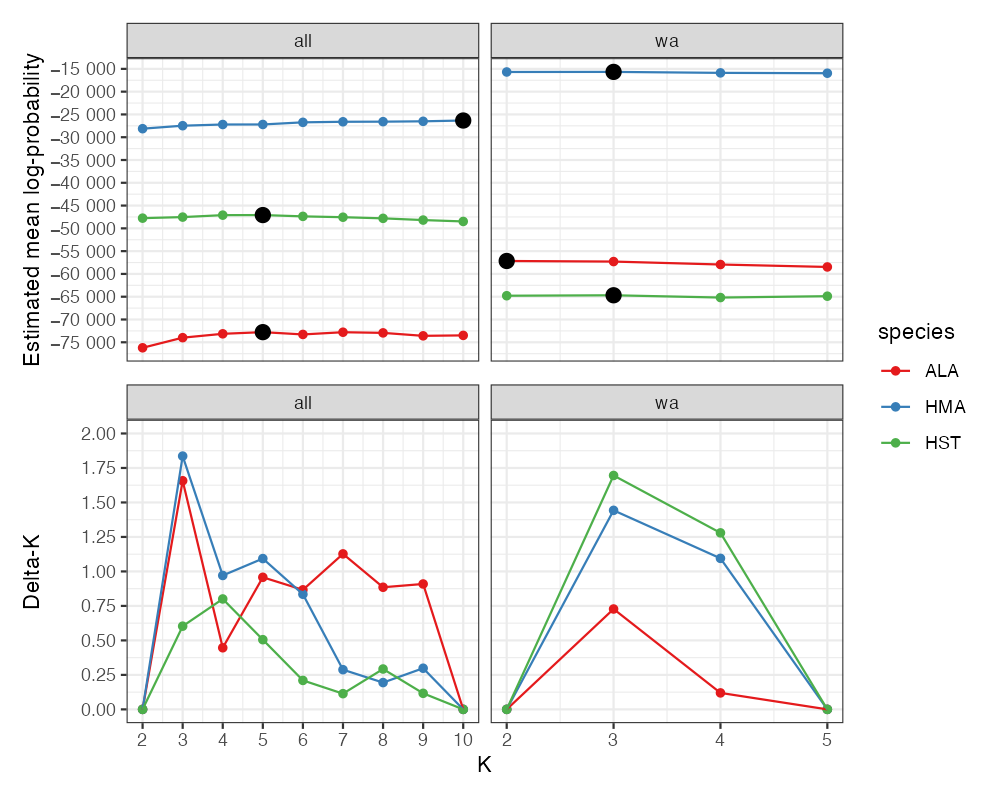 all
wa
Estimated mean log-probability
−15 000
−20 000
−25 000
−30 000
−35 000
−40 000
−45 000
−50 000
−55 000
−60 000
−65 000
−70 000
−75 000
species
ALA
HMA
HST
all
wa
Delta-K
2.00
1.75
1.50
1.25
1.00
0.75
0.50
0.25
0.00
2 3 4 5 6 7 8 9 10
2 3 4 5
K